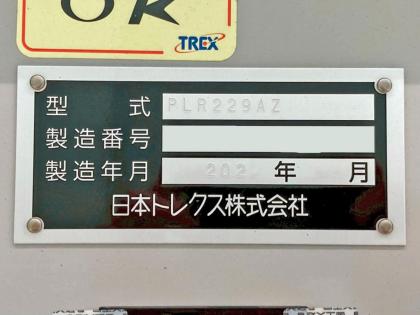 OK
TREX
型式 PLR229AZ
製造番号
製造年月 202 年 月
日本トレクス株式会社